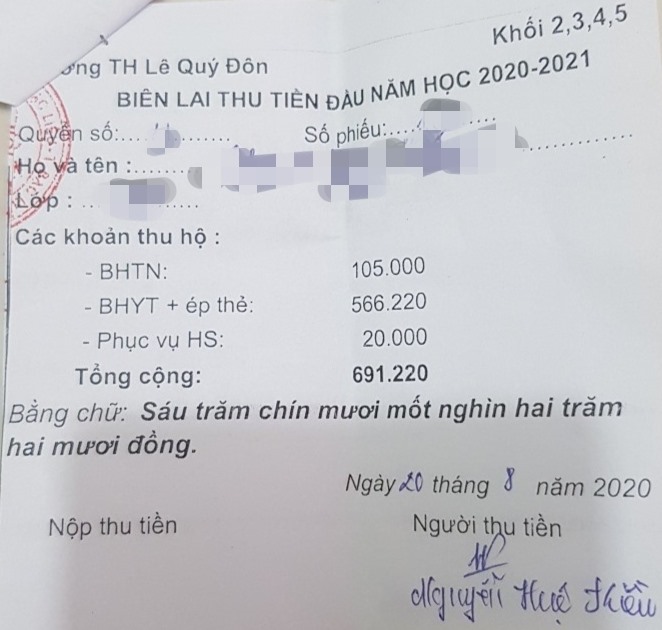 Khối 2,3,4,5
ờng TH Lê Quý Đôn
BIÊN LAI THU TIỀN ĐẦU NĂM HỌC 2020-2021
Quyển số:.... ........ Số phiếu:....
Họ và tên :........
Lớp : .. ........
Các khoản thu hộ :
- BHTN: 105.000
- BHYT + ép thẻ: 566.220
- Phục vụ HS: 20.000
Tổng cộng: 691.220
Bằng chữ: Sáu trăm chín mươi mốt nghìn hai trăm
hai mươi đồng.
Ngày 20 tháng 8 năm 2020
Nộp thu tiền Người thu tiền
Nguyễn Huệ